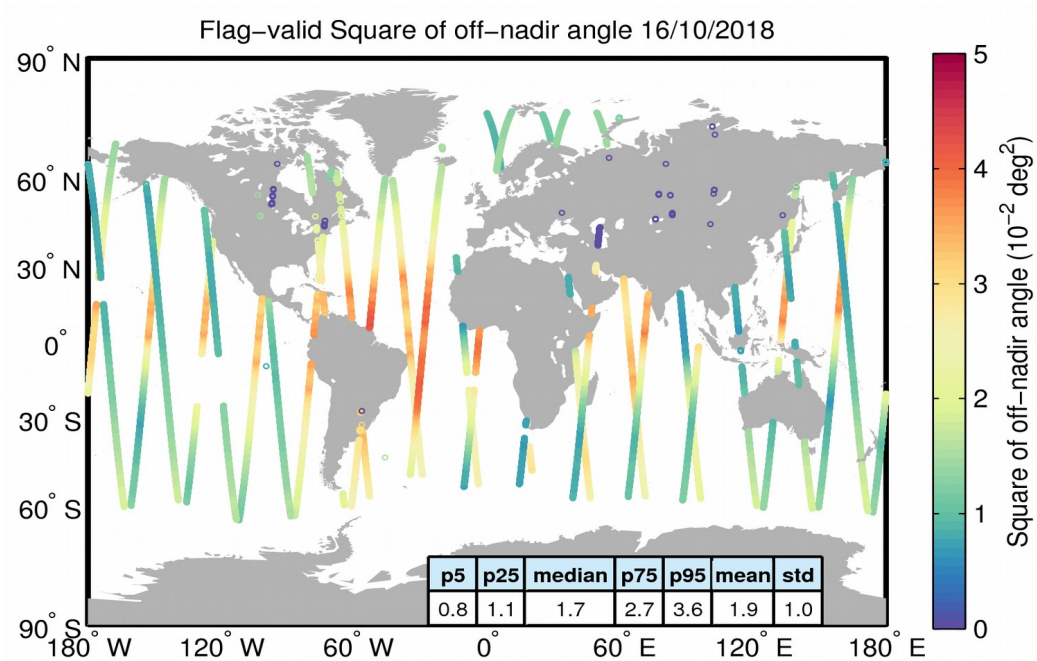 Flag−valid Square of off−nadir angle 16/10/2018
90° N
60° N
30° N
0°
30° S
60° S
90° S
180° W
120° W
60° W
0°
60° E
120° E
180° E
p5 p25 median p75 p95 mean std
0.8 1.1 1.7 2.7 3.6 1.9 1.0
5
4
3
2
1
0
Square of off−nadir angle (10⁻² deg²)